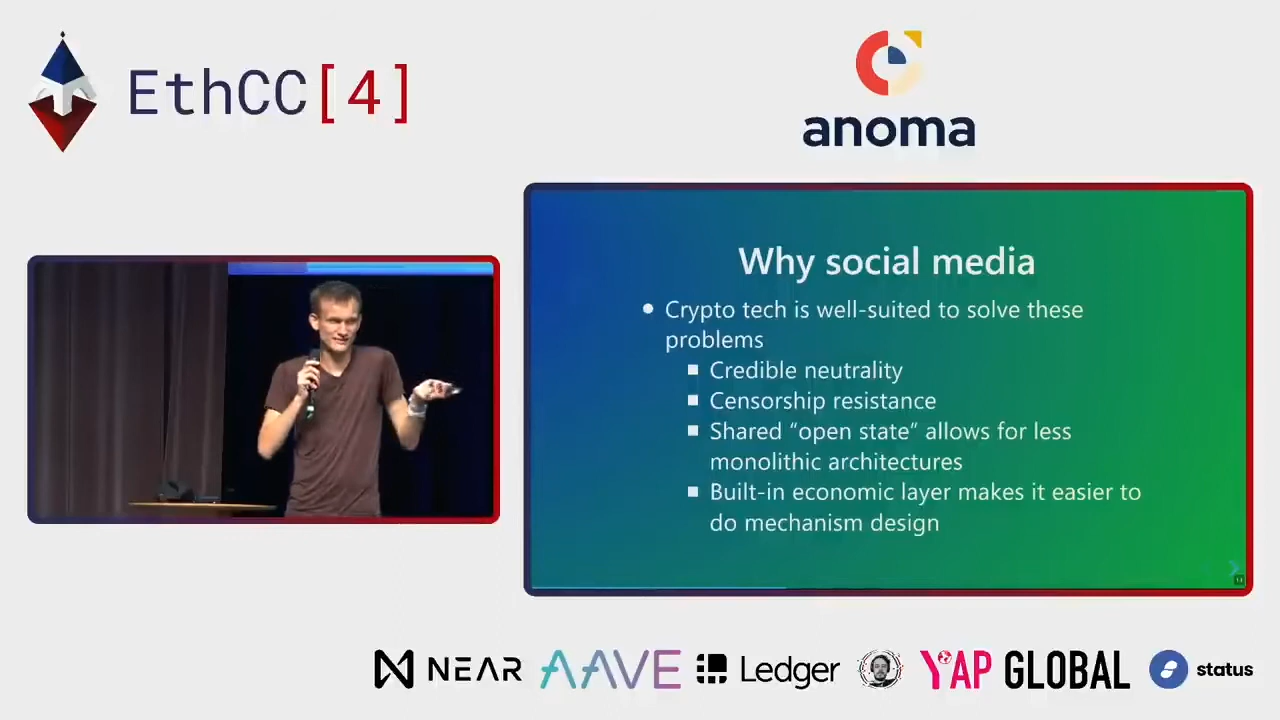 EthCC[4]
anoma
Why social media
Crypto tech is well-suited to solve these
problems
Credible neutrality
Censorship resistance
Shared “open state” allows for less
monolithic architectures
Built-in economic layer makes it easier to
do mechanism design
NEAR
AAVE
Ledger
YAP GLOBAL
status